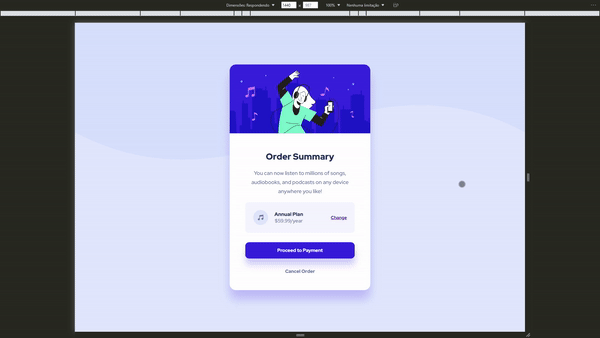 Dimensões: Responsivo 1440 × 100% Nenhuma limitação
Order Summary
You can now listen to millions of songs,
audiobooks, and podcasts on any device
anywhere you like!
Annual Plan
$59.99/year
Change
Proceed to Payment
Cancel Order